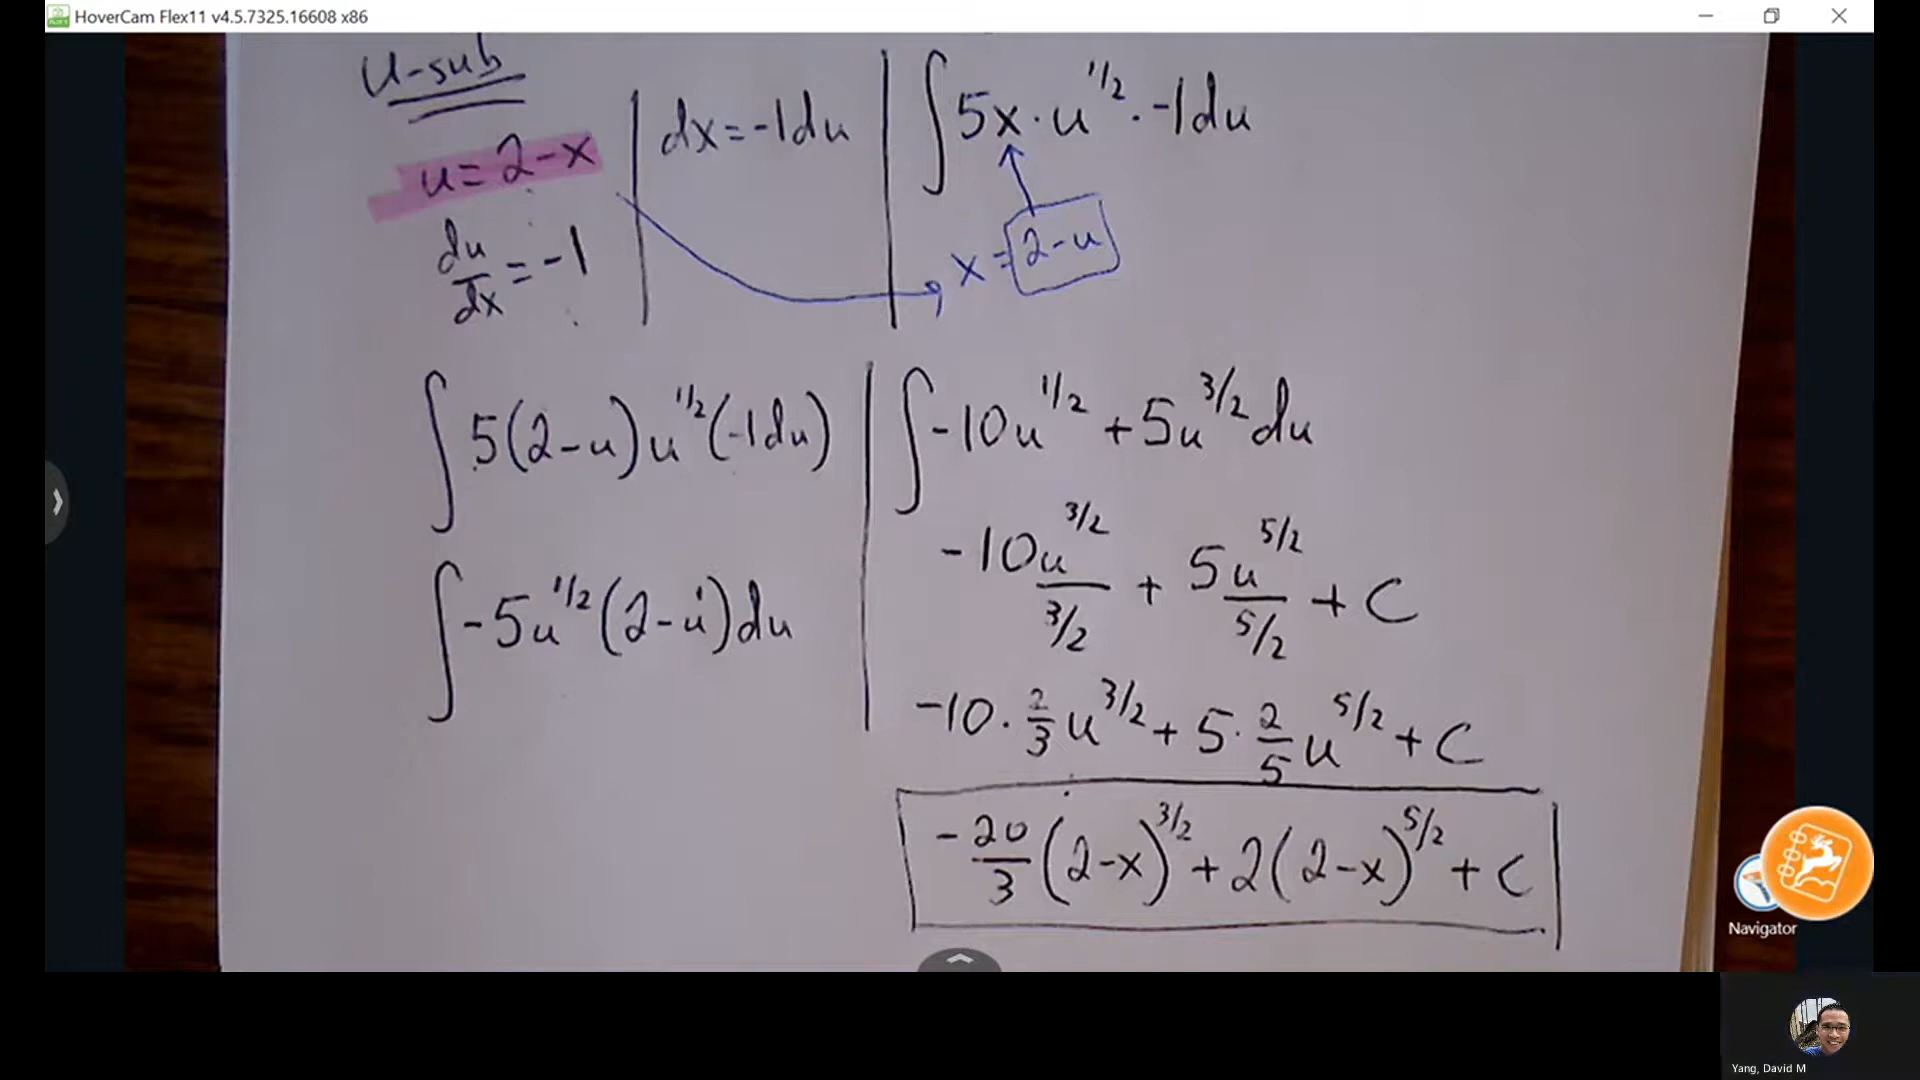 HoverCam Flex11 v4.5.7325.16608 x86
U-sub
u=2-x
du/dx = -1
dx=-1du
∫5x·u^1/2·-1du
x=2-u
∫5(2-u)u^1/2(-1du)
∫-5u^1/2(2-u)du
∫-10u^1/2+5u^3/2du
-10u^3/2/3/2 + 5u^5/2/5/2 + C
-10·2/3u^3/2+5·2/5u^5/2+C
-20/3(2-x)^3/2+2(2-x)^5/2+C
Navigator
Yang, David M